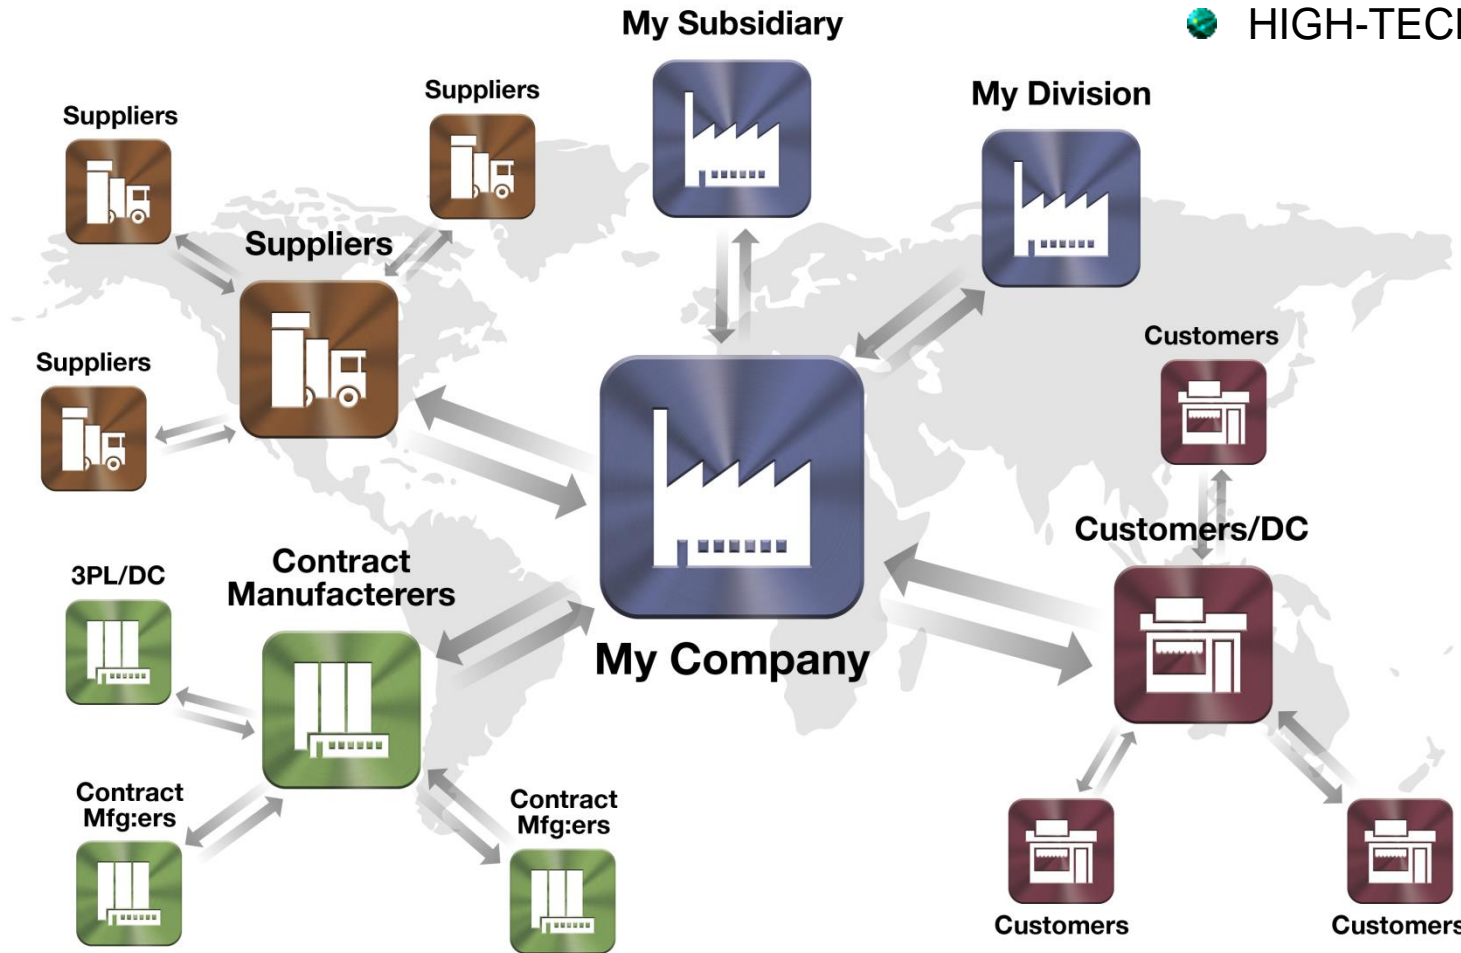 My Subsidiary
HIGH-TECH
Suppliers
My Division
Suppliers
Suppliers
Customers
Suppliers
Customers/DC
Contract
Manufacterers
3PL/DC
My Company
Contract
Mfg:ers
Contract
Mfg:ers
Customers
Customers